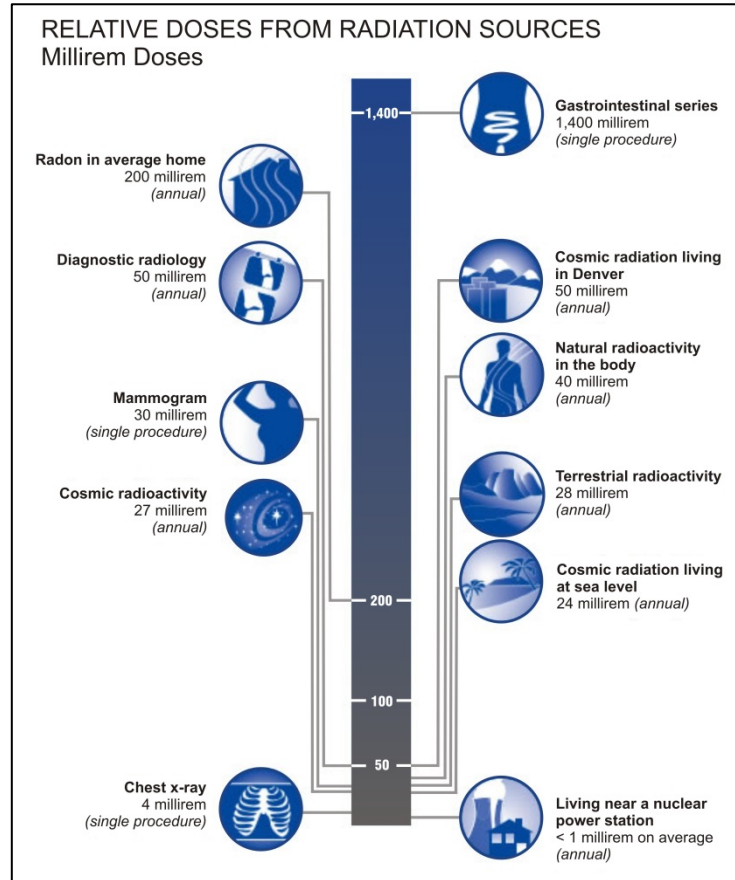 RELATIVE DOSES FROM RADIATION SOURCES
Millirem Doses
1,400
Gastrointestinal series
1,400 millirem
(single procedure)
Radon in average home
200 millirem
(annual)
Diagnostic radiology
50 millirem
(annual)
Cosmic radiation living
in Denver
50 millirem
(annual)
Natural radioactivity
in the body
40 millirem
(annual)
Mammogram
30 millirem
(single procedure)
Terrestrial radioactivity
28 millirem
(annual)
Cosmic radioactivity
27 millirem
(annual)
Cosmic radiation living
at sea level
24 millirem (annual)
200
100
50
Chest x-ray
4 millirem
(single procedure)
Living near a nuclear
power station
< 1 millirem on average
(annual)